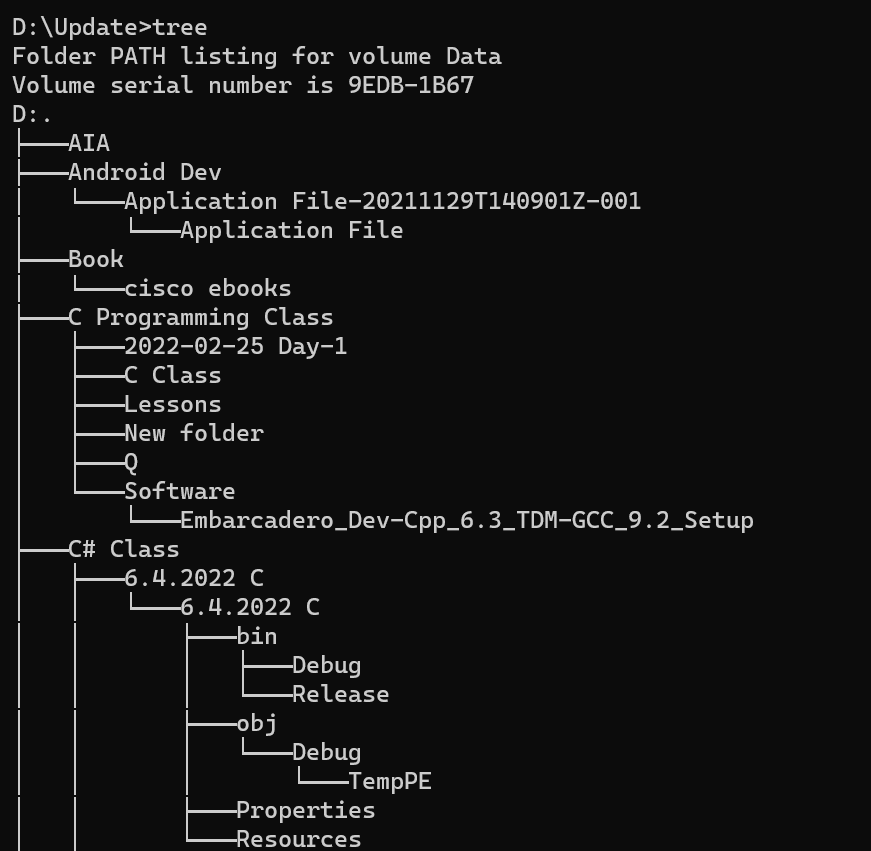 D:\Update>tree
Folder PATH listing for volume Data
Volume serial number is 9EDB-1B67
D:.
├───AIA
├───Android Dev
│   └───Application File-20211129T140901Z-001
│       └───Application File
├───Book
│   └───cisco ebooks
├───C Programming Class
│   ├───2022-02-25 Day-1
│   ├───C Class
│   ├───Lessons
│   ├───New folder
│   ├───Q
│   └───Software
│       └───Embarcadero_Dev-Cpp_6.3_TDM-GCC_9.2_Setup
├───C# Class
│   ├───6.4.2022 C
│   │   └───6.4.2022 C
│   │       ├───bin
│   │       │   ├───Debug
│   │       │   └───Release
│   │       ├───obj
│   │       │   └───Debug
│   │       │       └───TempPE
│   │       ├───Properties
│   │       └───Resources